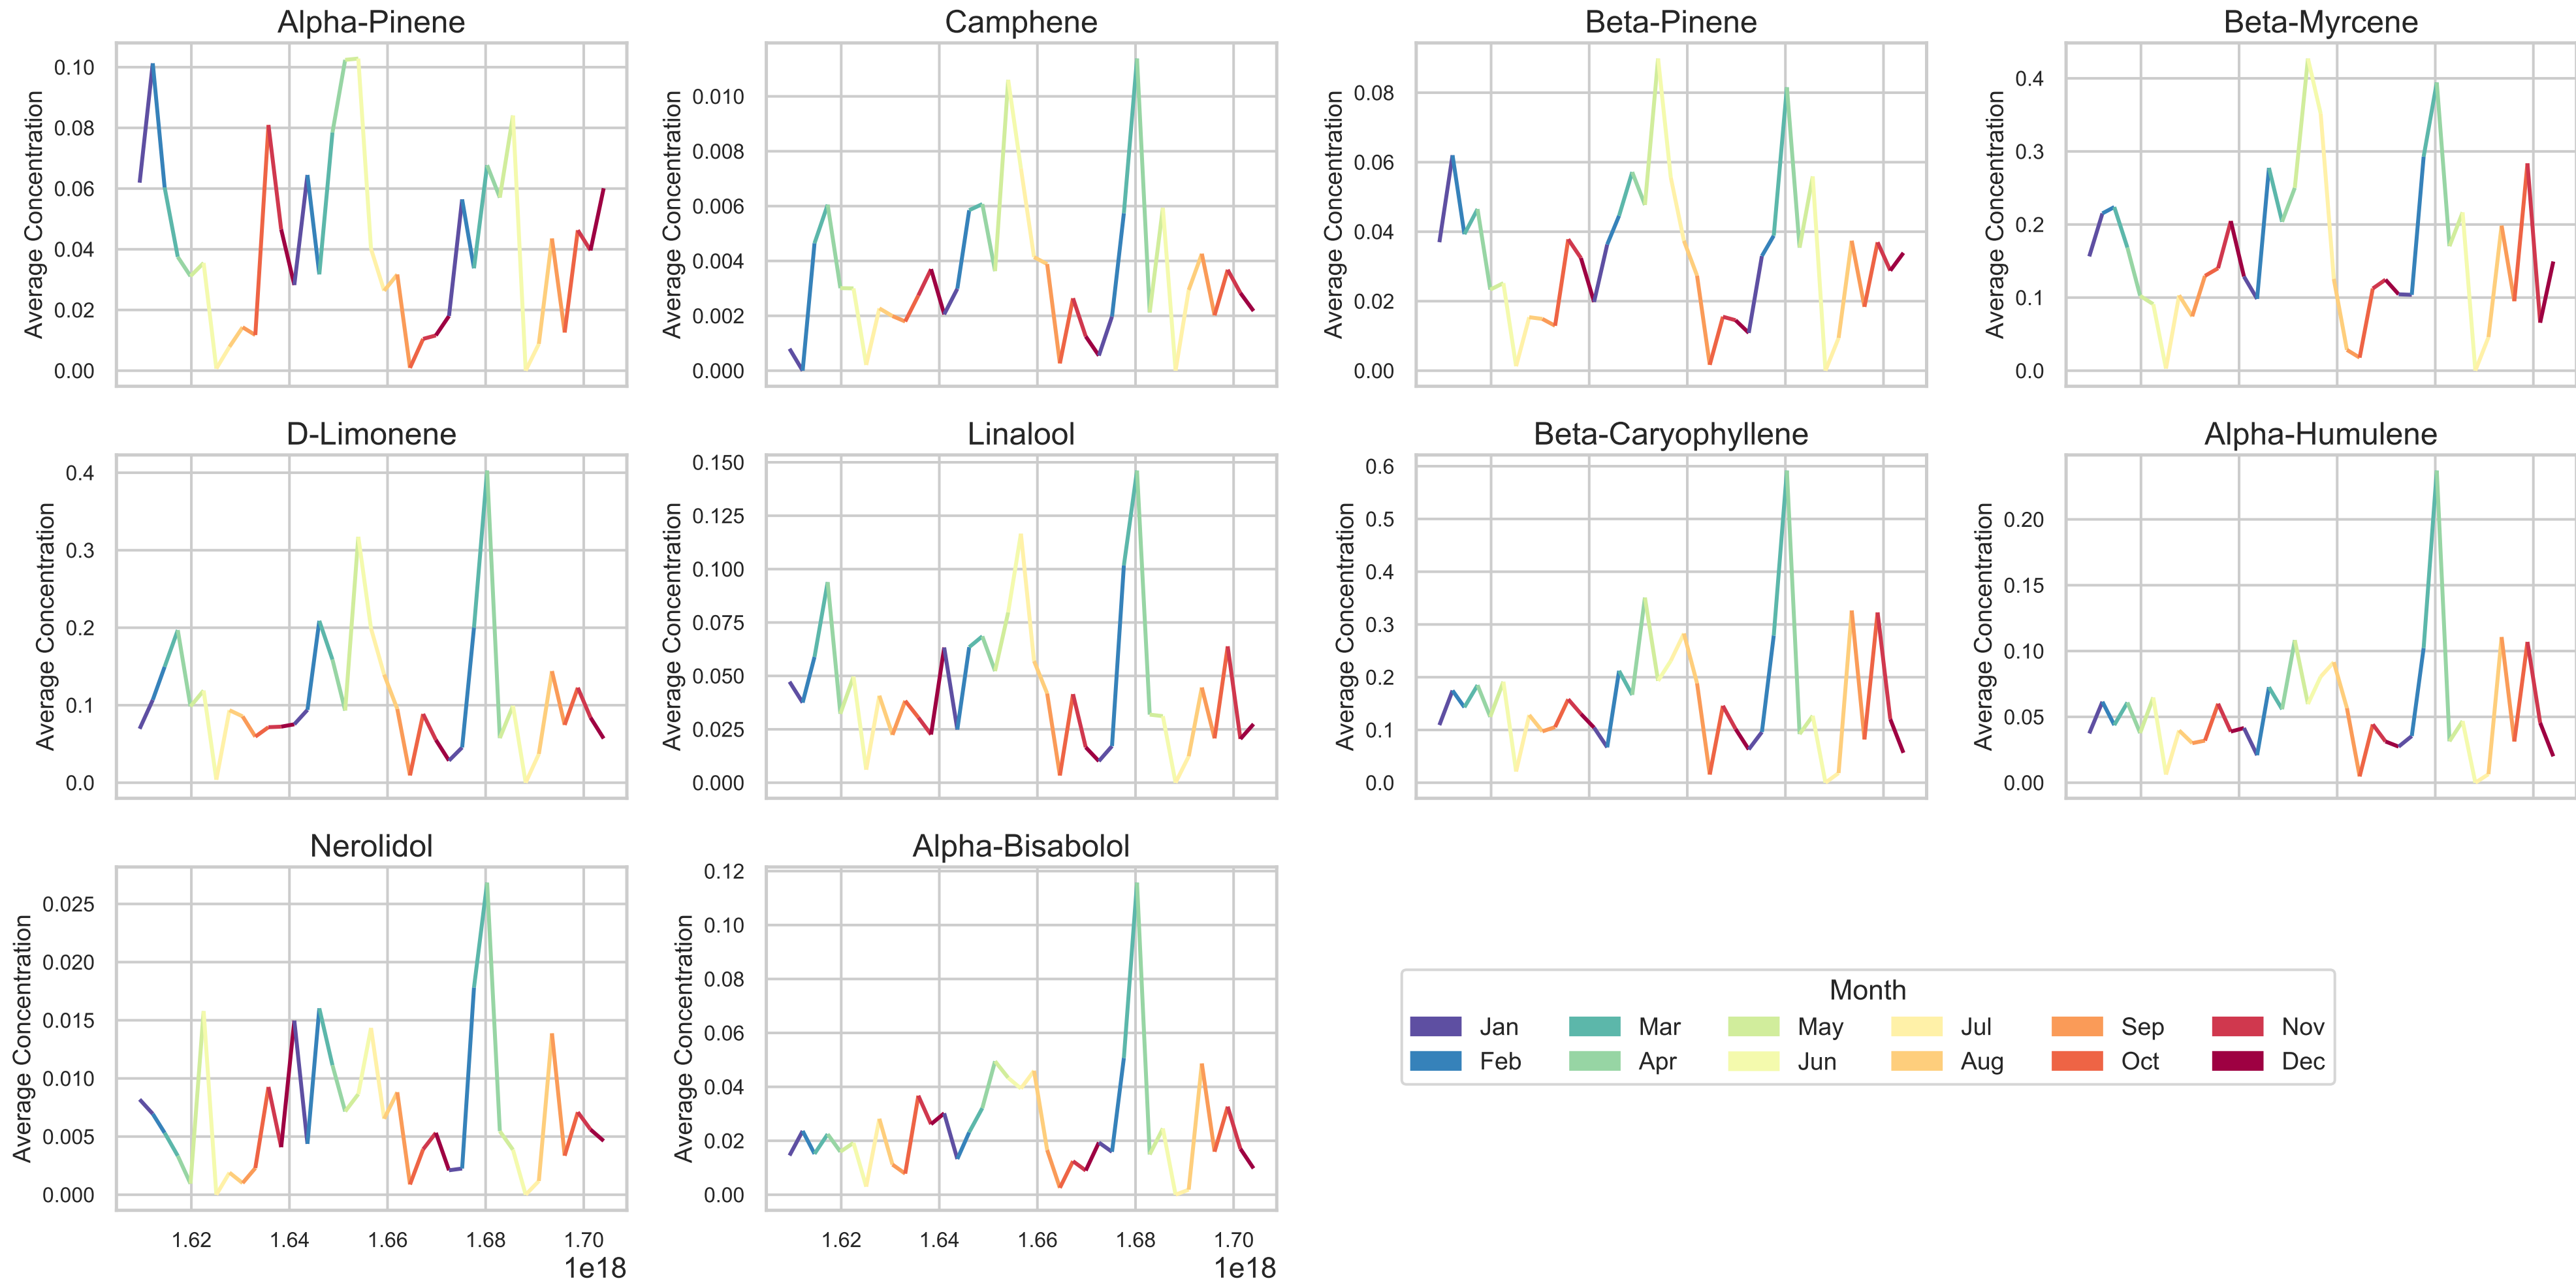 Alpha-Pinene
Camphene
Beta-Pinene
Beta-Myrcene
Average Concentration
0.10
0.08
0.06
0.04
0.02
0.00
Average Concentration
0.010
0.008
0.006
0.004
0.002
0.000
Average Concentration
0.08
0.06
0.04
0.02
0.00
Average Concentration
0.4
0.3
0.2
0.1
0.0
D-Limonene
Linalool
Beta-Caryophyllene
Alpha-Humulene
Average Concentration
0.4
0.3
0.2
0.1
0.0
Average Concentration
0.150
0.125
0.100
0.075
0.050
0.025
0.000
Average Concentration
0.6
0.5
0.4
0.3
0.2
0.1
0.0
Average Concentration
0.20
0.15
0.10
0.05
0.00
Nerolidol
Alpha-Bisabolol
Average Concentration
0.025
0.020
0.015
0.010
0.005
0.000
1.62 1.64 1.66 1.68 1.70
1e18
Average Concentration
0.12
0.10
0.08
0.06
0.04
0.02
0.00
1.62 1.64 1.66 1.68 1.70
1e18
Month
Jan Mar May Jul Sep Nov
Feb Apr Jun Aug Oct Dec